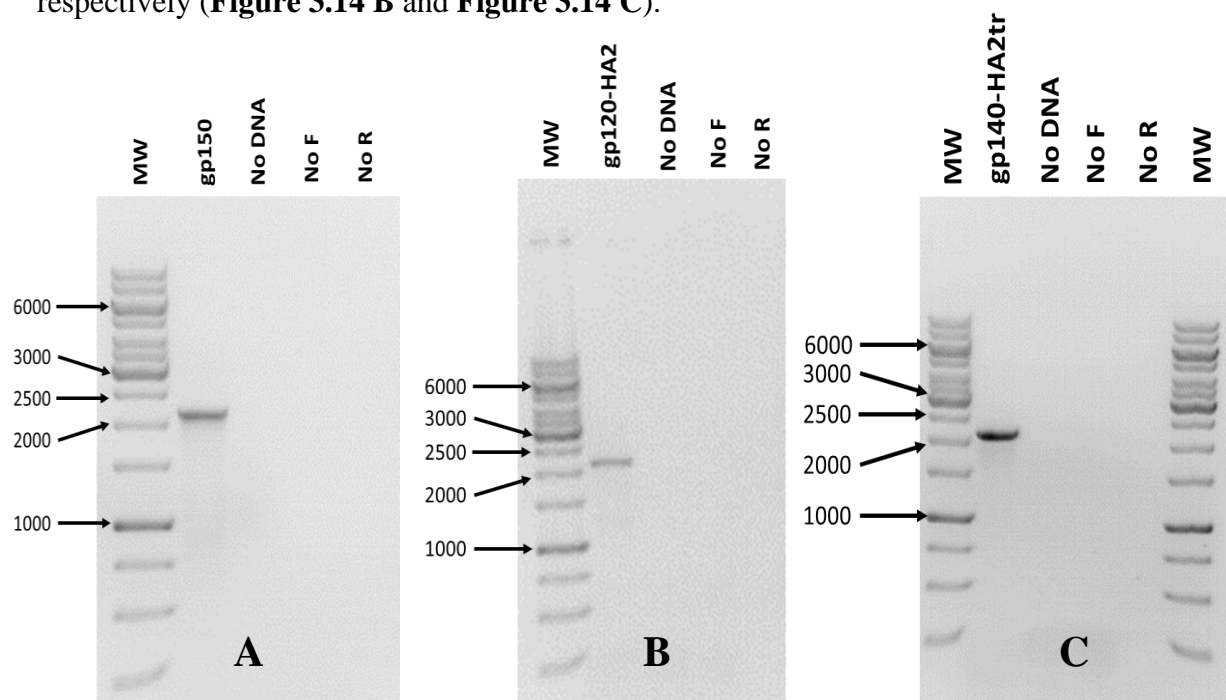 respectively (Figure 3.14 B and Figure 3.14 C).
MW
gp150
No DNA
No F
No R
6000
3000
2500
2000
1000
A
MW
gp120-HA2
No DNA
No F
No R
6000
3000
2500
2000
1000
B
MW
gp140-HA2tr
No DNA
No F
No R
MW
6000
3000
2500
2000
1000
C